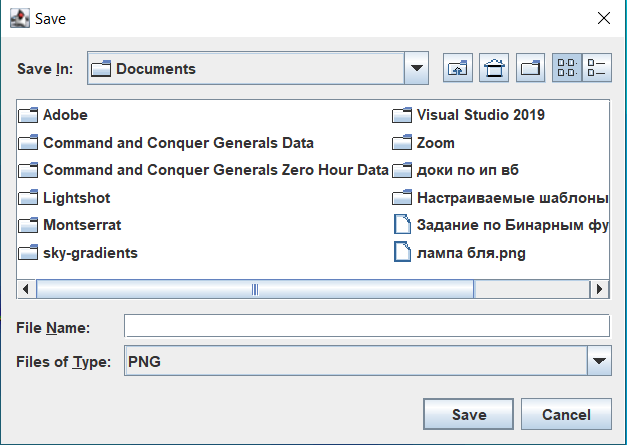 Save
Save In:
Documents
Adobe
Command and Conquer Generals Data
Command and Conquer Generals Zero Hour Data
Lightshot
Montserrat
sky-gradients
Visual Studio 2019
Zoom
доки по ип вб
Настраиваемые шаблоны
Задание по Бинарным фу
лампа бля.png
File Name:
Files of Type:
PNG
Save
Cancel